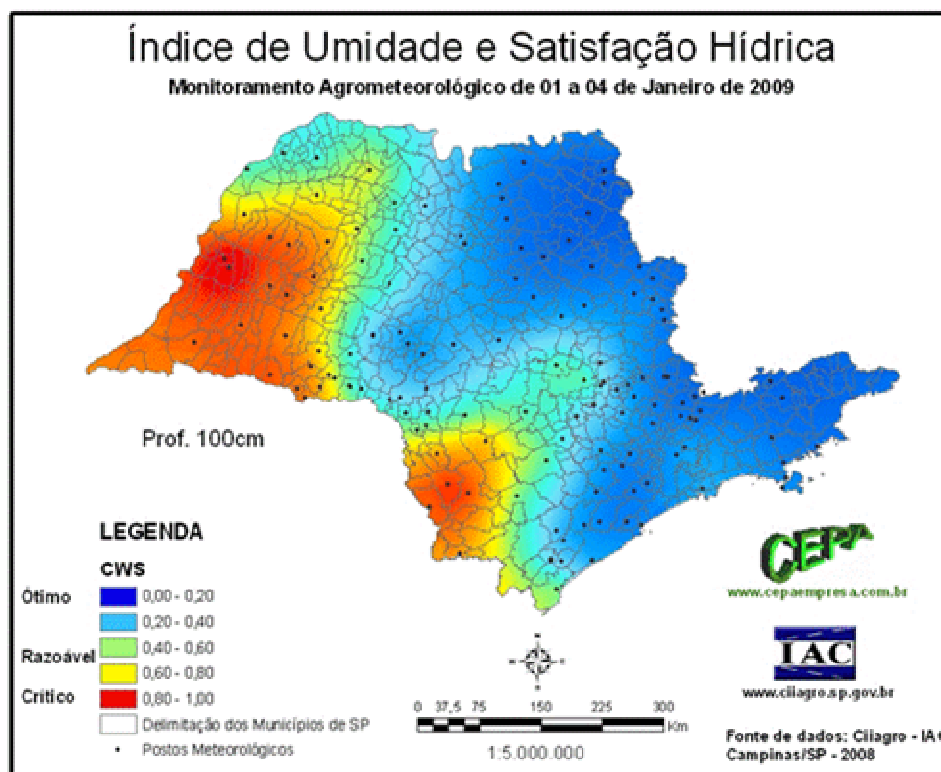 Índice de Umidade e Satisfação Hídrica
Monitoramento Agrometeorológico de 01 a 04 de Janeiro de 2009
Prof. 100cm
LEGENDA
CWS
Ótimo
0,00 - 0,20
0,20 - 0,40
0,40 - 0,60
Razoável
0,60 - 0,80
Crítico
0,80 - 1,00
Delimitação dos Municípios de SP
Postos Meteorológicos
0 37,5 75 150 225 300
Km
1:5.000.000
CEPA
www.cepaempresa.com.br
IAC
www.ciiagro.sp.gov.br
Fonte de dados: Ciiagro - IAC
Campinas/SP - 2008